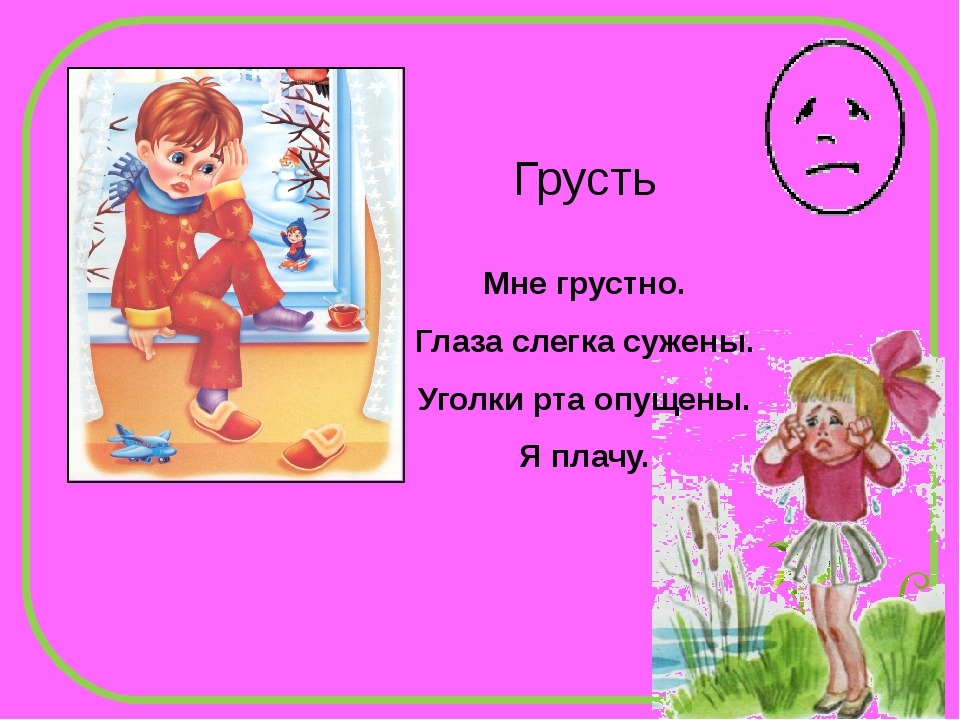 Грусть
Мне грустно.
Глаза слегка сужены.
Уголки рта опущены.
Я плачу.